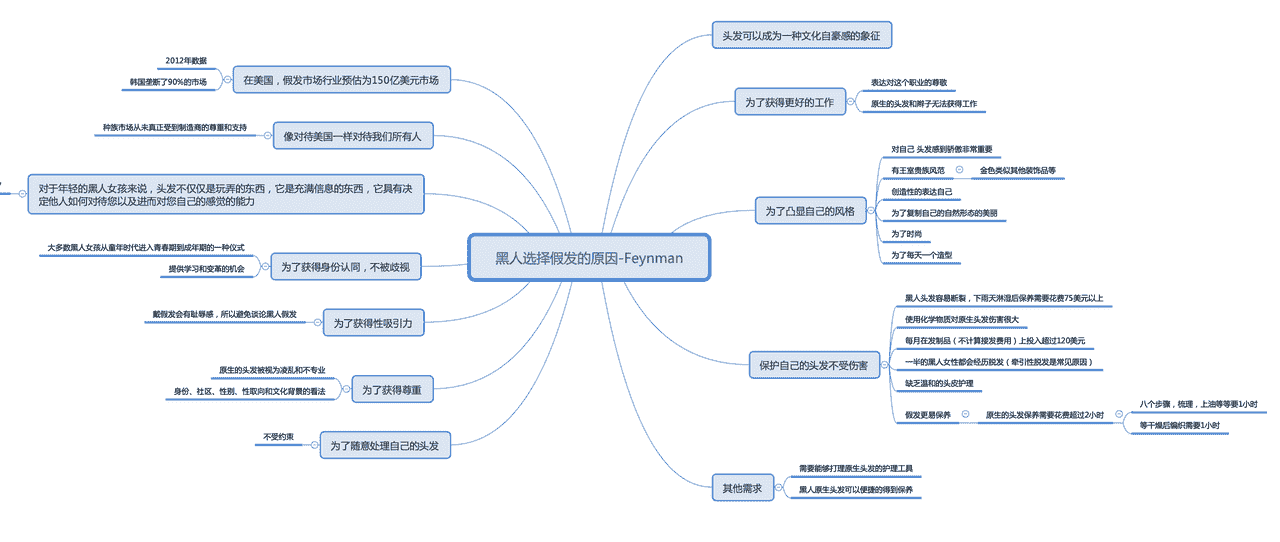 黑人选择假发的原因-Feynman
头发可以成为一种文化自豪感的象征
为了获得更好的工作
表达对这个职业的尊敬
原生的头发和辫子无法获得工作
为了凸显自己的风格
对自己 头发感到骄傲非常重要
有王室贵族风范
金色类似其他装饰品等
创造性的表达自己
为了复制自己的自然形态的美丽
为了时尚
为了每天一个造型
保护自己的头发不受伤害
黑人头发容易断裂，下雨天淋湿后保养需要花费75美元以上
使用化学物质对原生头发伤害很大
每月在发制品（不计算接发费用）上投入超过120美元
一半的黑人女性都会经历脱发（牵引性脱发是常见原因）
缺乏温和的头皮护理
假发更易保养
原生的头发保养需要花费超过2小时
八个步骤，梳理，上油等等要1小时
等干燥后编织需要1小时
其他需求
需要能够打理原生头发的护理工具
黑人原生头发可以便捷的得到保养
在美国，假发市场行业预估为150亿美元市场
2012年数据
韩国垄断了90%的市场
像对待美国一样对待我们所有人
种族市场从未真正受到制造商的尊重和支持
对于年轻的黑人女孩来说，头发不仅仅是玩弄的东西，它是充满信息的东西，它具有决
定他人如何对待您以及进而对您自己的感觉的能力
为了获得身份认同，不被歧视
大多数黑人女孩从童年时代进入青春期到成年期的一种仪式
提供学习和变革的机会
为了获得性吸引力
戴假发会有耻辱感，所以避免谈论黑人假发
为了获得尊重
原生的头发被视为凌乱和不专业
身份、社区、性别、性取向和文化背景的看法
为了随意处理自己的头发
不受约束